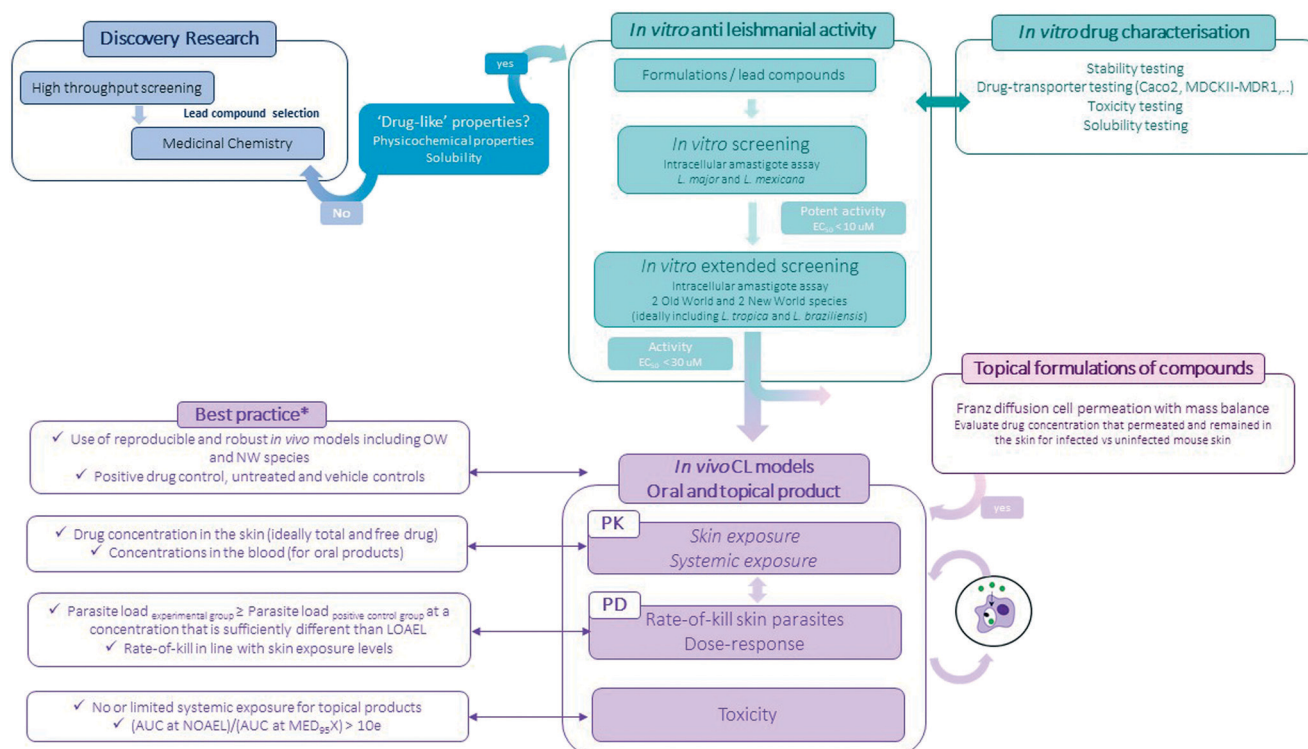 Discovery Research
High throughput screening
Lead compound selection
Medicinal Chemistry
No
yes
'Drug-like' properties?
Physicochemical properties
Solubility
In vitro anti leishmanial activity
Formulations / lead compounds
In vitro screening
Intracellular amastigote assay
L. major and L. mexicana
Potent activity
EC50 < 10 uM
In vitro extended screening
Intracellular amastigote assay
2 Old World and 2 New World species
(ideally including L. tropica and L. braziliensis)
Activity
EC50 < 30 uM
In vitro drug characterisation
Stability testing
Drug-transporter testing (Caco2, MDCKII-MDR1,..)
Toxicity testing
Solubility testing
Topical formulations of compounds
Franz diffusion cell permeation with mass balance
Evaluate drug concentration that permeated and remained in
the skin for infected vs uninfected mouse skin
yes
Best practice*
✓ Use of reproducible and robust in vivo models including OW
and NW species
✓ Positive drug control, untreated and vehicle controls
✓ Drug concentration in the skin (ideally total and free drug)
✓ Concentrations in the blood (for oral products)
✓ Parasite load experimental group ≥ Parasite load positive control group at a
concentration that is sufficiently different than LOAEL
✓ Rate-of-kill in line with skin exposure levels
✓ No or limited systemic exposure for topical products
✓ (AUC at NOAEL)/(AUC at MED95X) > 10e
In vivo CL models
Oral and topical product
PK
Skin exposure
Systemic exposure
PD
Rate-of-kill skin parasites
Dose-response
Toxicity